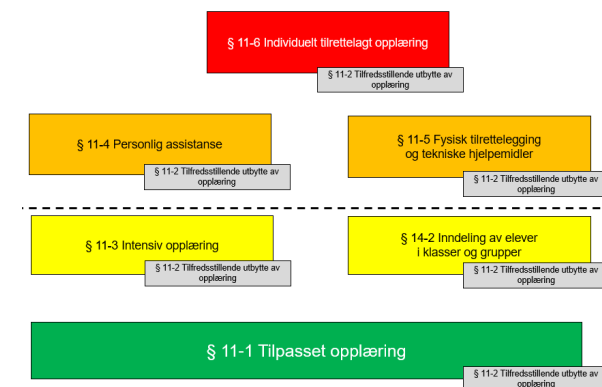 § 11-6 Individuelt tilrettelagt opplæring
§ 11-2 Tilfredsstillende utbytte av
opplæring
§ 11-4 Personlig assistanse
§ 11-2 Tilfredsstillende utbytte av
opplæring
§ 11-5 Fysisk tilrettelegging
og tekniske hjelpemidler
§ 11-2 Tilfredsstillende utbytte av
opplæring
§ 11-3 Intensiv opplæring
§ 11-2 Tilfredsstillende utbytte av
opplæring
§ 14-2 Inndeling av elever
i klasser og grupper
§ 11-2 Tilfredsstillende utbytte av
opplæring
§ 11-1 Tilpasset opplæring
§ 11-2 Tilfredsstillende utbytte av
opplæring